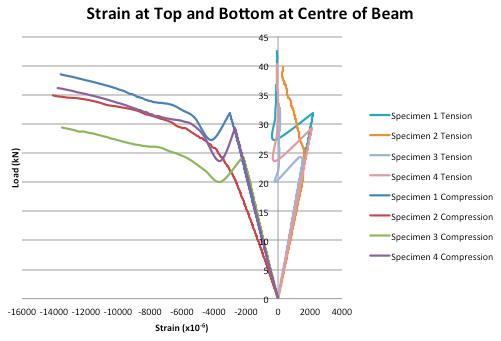 Strain at Top and Bottom at Centre of Beam
45
40
35
30
25
20
15
10
5
0
Load (kN)
-16000 -14000 -12000 -10000 -8000 -6000 -4000 -2000 0 2000 4000
Strain (x10⁻⁶)
Specimen 1 Tension
Specimen 2 Tension
Specimen 3 Tension
Specimen 4 Tension
Specimen 1 Compression
Specimen 2 Compression
Specimen 3 Compression
Specimen 4 Compression